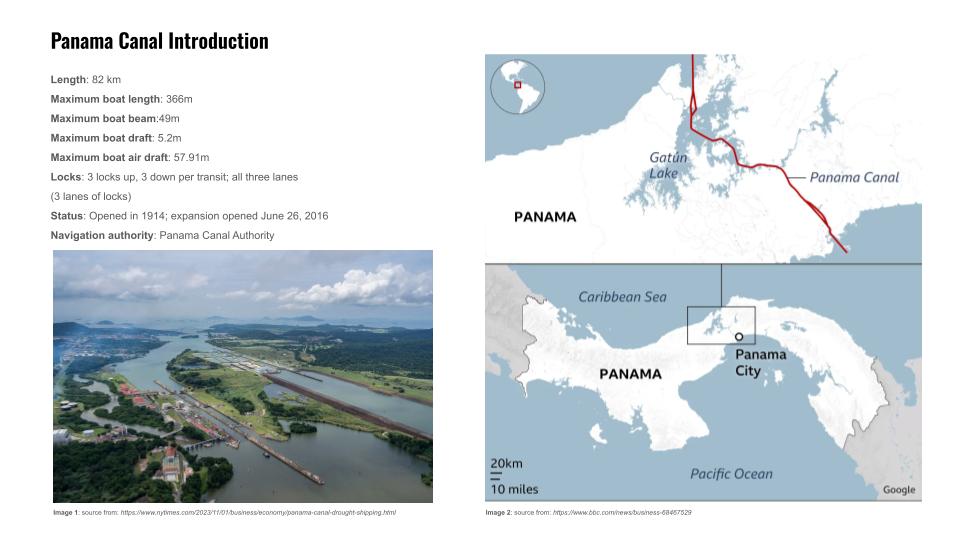 Panama Canal Introduction
Length: 82 km
Maximum boat length: 366m
Maximum boat beam:49m
Maximum boat draft: 5.2m
Maximum boat air draft: 57.91m
Locks: 3 locks up, 3 down per transit; all three lanes
(3 lanes of locks)
Status: Opened in 1914; expansion opened June 26, 2016
Navigation authority: Panama Canal Authority
Image 1: source from: https://www.nytimes.com/2023/11/01/business/economy/panama-canal-drought-shipping.html
Gatún
Lake
Panama Canal
PANAMA
Caribbean Sea
Panama
City
PANAMA
20km
10 miles
Pacific Ocean
Google
Image 2: source from: https://www.bbc.com/news/business-68467529